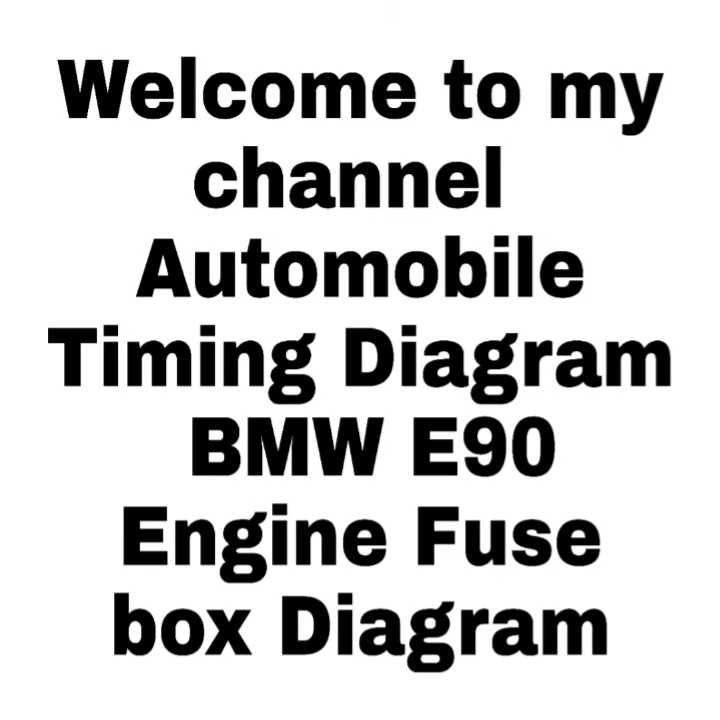 Welcome to my
channel
Automobile
Timing Diagram
BMW E90
Engine Fuse
box Diagram